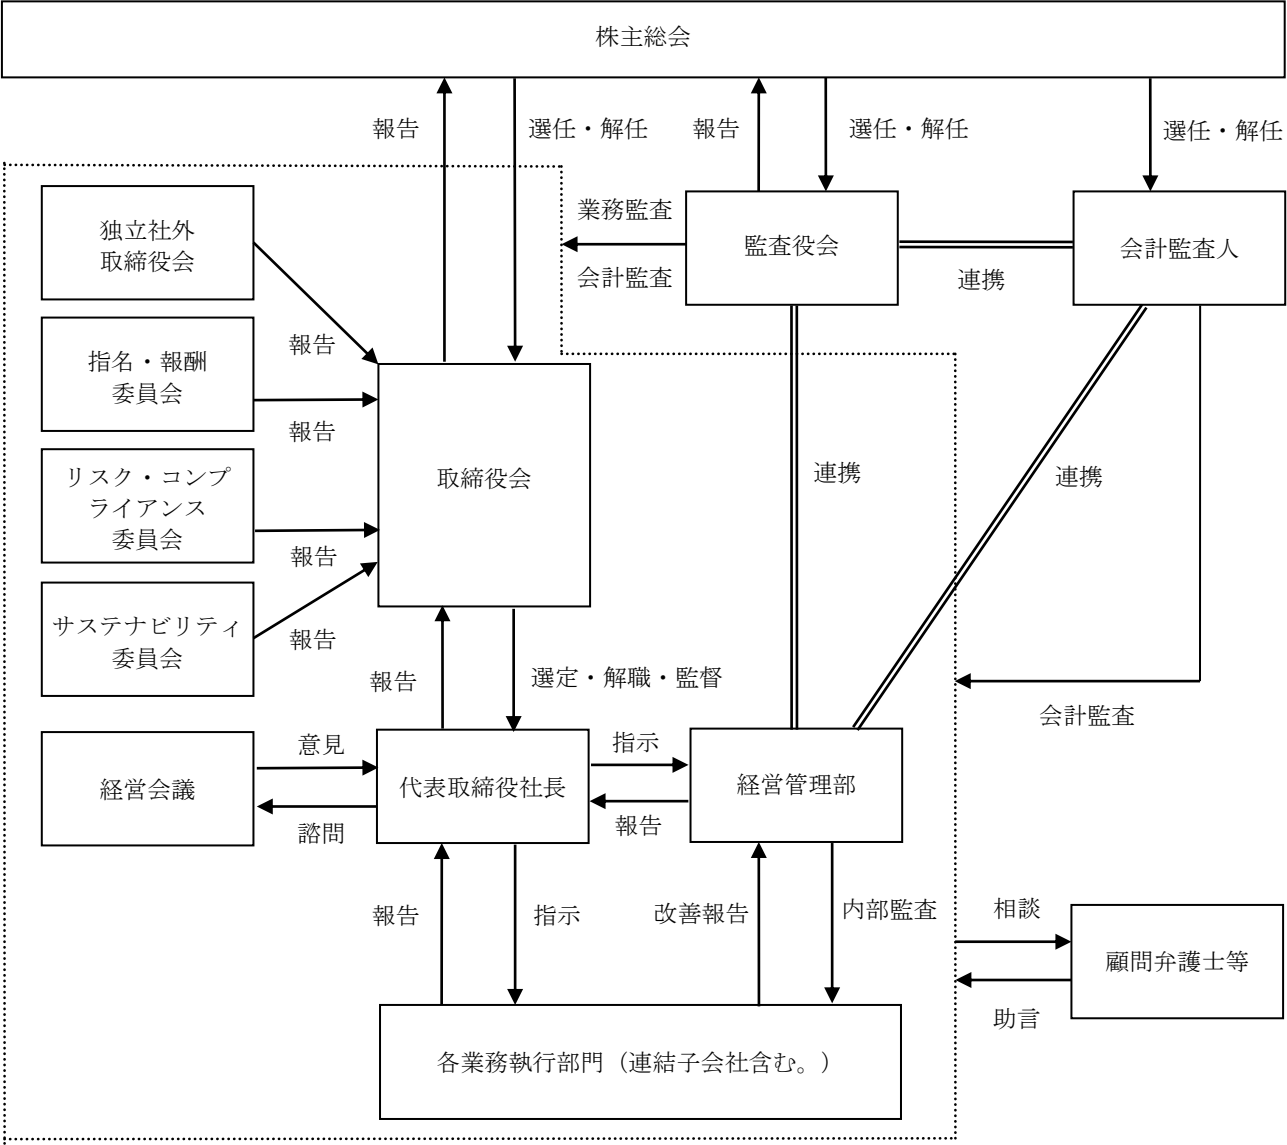 株主総会
報告
選任・解任
報告
選任・解任
選任・解任
独立社外
取締役会
業務監査
会計監査
監査役会
連携
会計監査人
報告
指名・報酬
委員会
報告
リスク・コンプ
ライアンス
委員会
報告
取締役会
連携
連携
サステナビリティ
委員会
報告
報告
選定・解職・監督
会計監査
経営会議
意見
諮問
代表取締役社長
指示
報告
経営管理部
報告
指示
改善報告
内部監査
相談
顧問弁護士等
助言
各業務執行部門（連結子会社含む。）